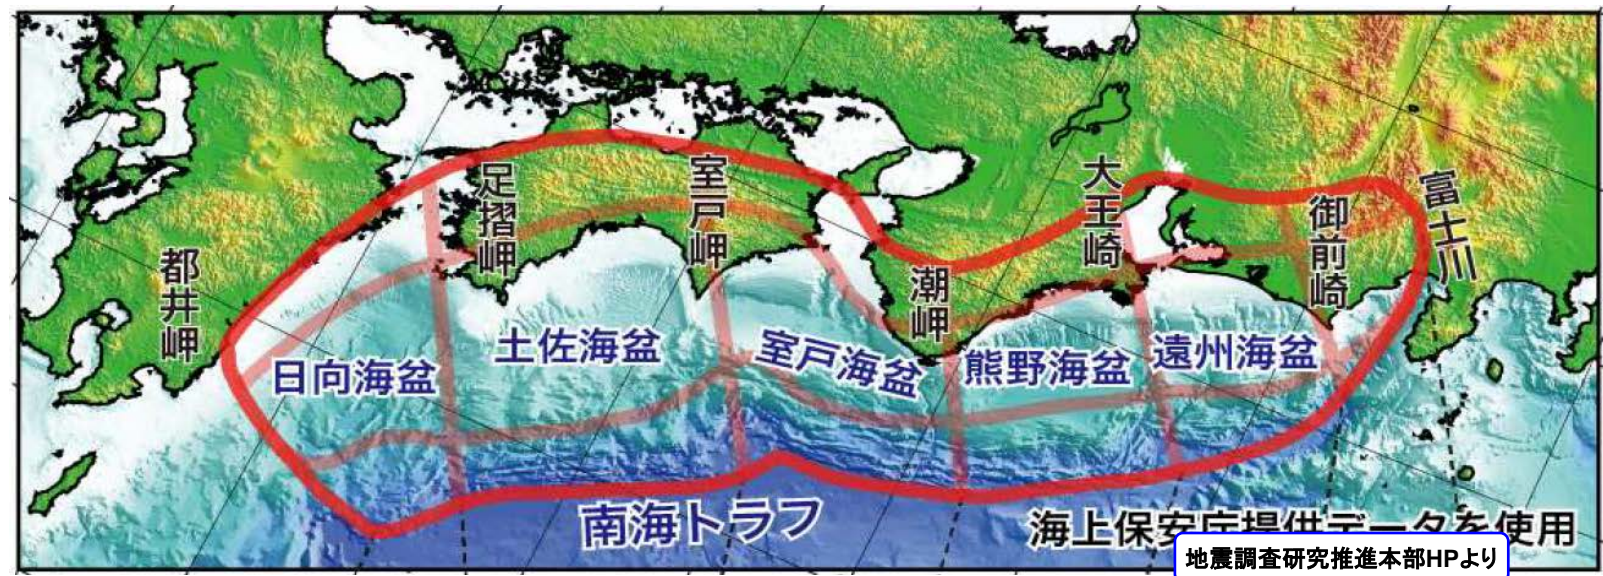 都井岬
足摺岬
室戸岬
潮岬
大王崎
御前崎
富士川
日向海盆
土佐海盆
室戸海盆
熊野海盆
遠州海盆
南海トラフ
海上保安庁提供データを使用
地震調査研究推進本部HPより